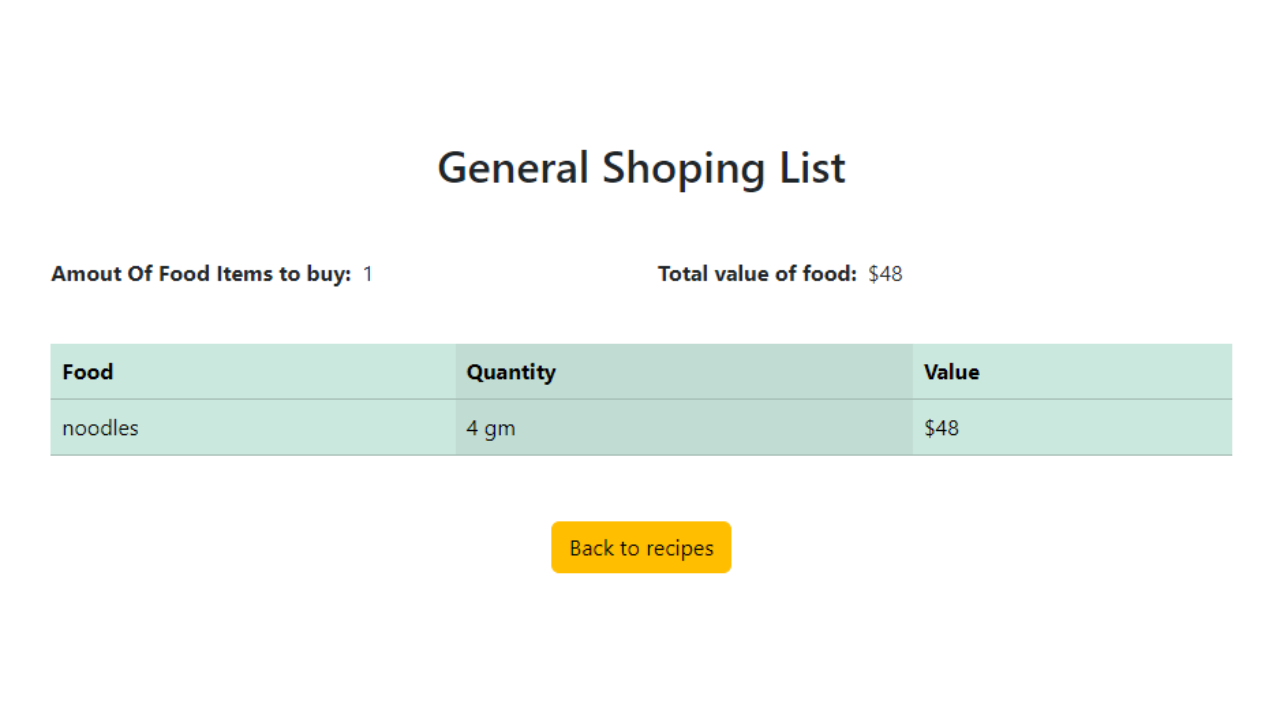 General Shoping List
Amout Of Food Items to buy: 1 Total value of food: $48
Food Quantity Value
noodles 4 gm $48
Back to recipes